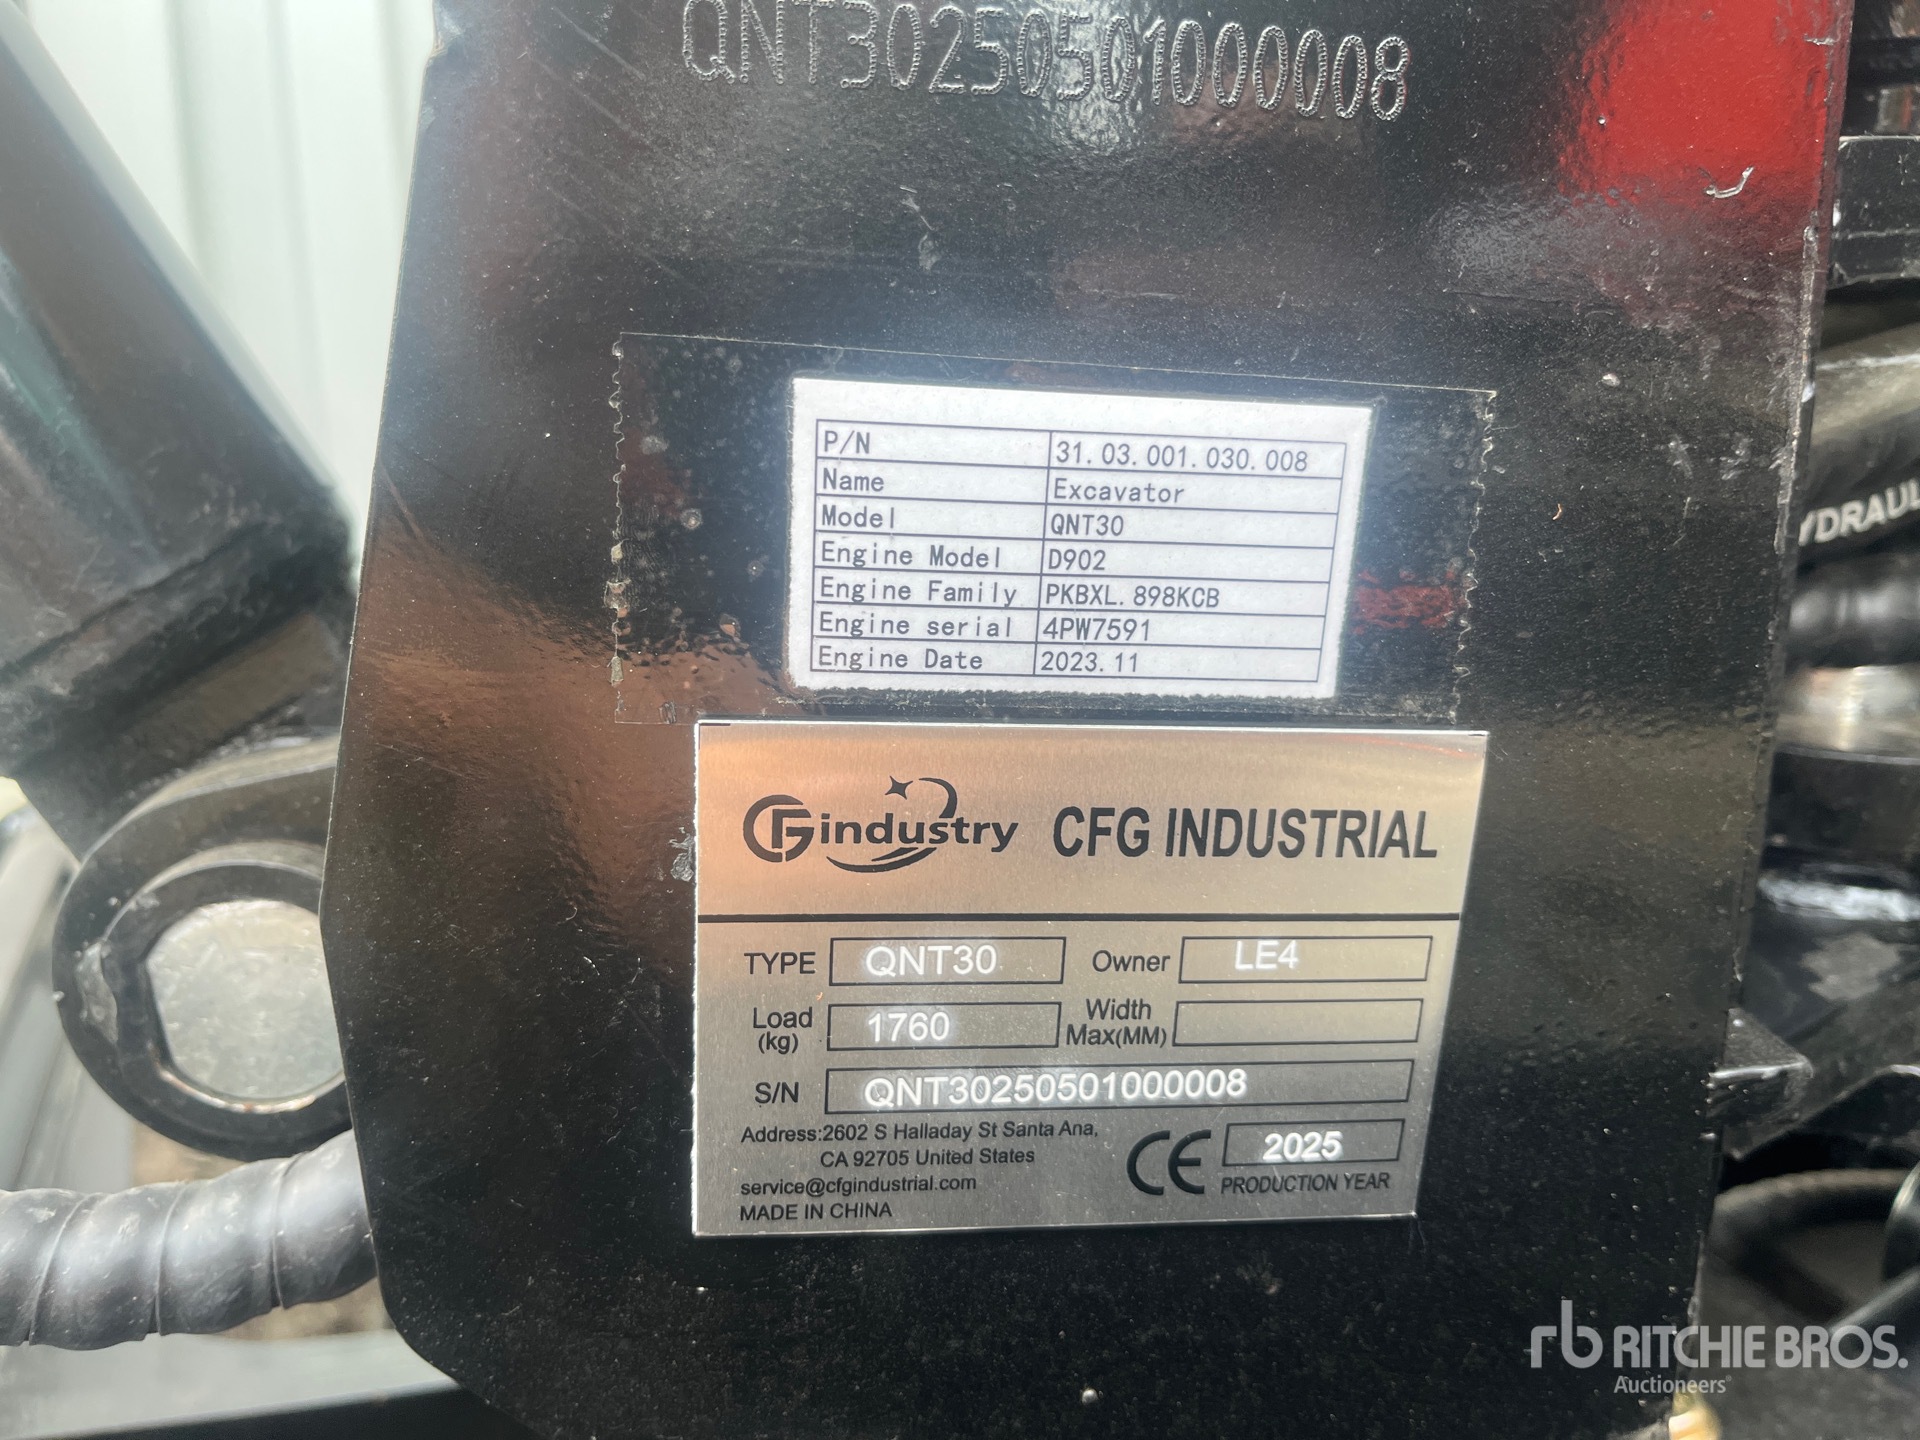 QNT30250501000008
P/N 31.03.001.030.008
Name Excavator
Model QNT30
Engine Model D902
Engine Family PKBXL.898KCB
Engine serial 4PW7591
Engine Date 2023.11
GFindustry CFG INDUSTRIAL
TYPE QNT30 Owner LE4
Load (kg) 1760 Width Max(MM)
S/N QNT30250501000008
Address:2602 S Halladay St Santa Ana,
CA 92705 United States
service@cfgindustrial.com
MADE IN CHINA
CE 2025
PRODUCTION YEAR
rb RITCHIE BROS.
Auctioneers